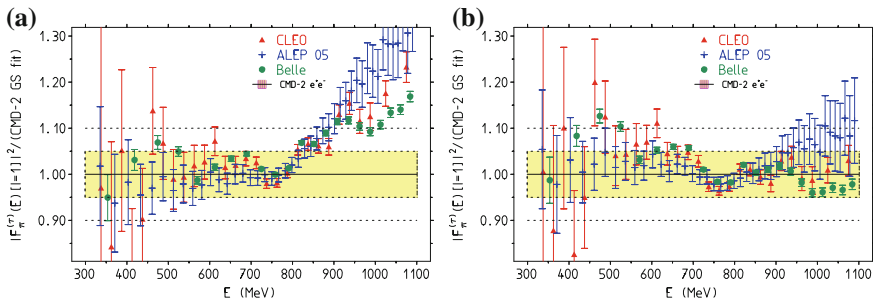 (a)
|Fπ^(τ)(E)[I=1]|²/(CMD-2 GS fit)
1.30
1.20
1.10
1.00
0.90
CLEO
ALEP 05
Belle
CMD-2 e⁺e⁻
300 400 500 600 700 800 900 1000 1100
E (MeV)
(b)
|Fπ^(τ)(E)[I=1]|²/(CMD-2 GS fit)
1.30
1.20
1.10
1.00
0.90
CLEO
ALEP 05
Belle
CMD-2 e⁺e⁻
300 400 500 600 700 800 900 1000 1100
E (MeV)